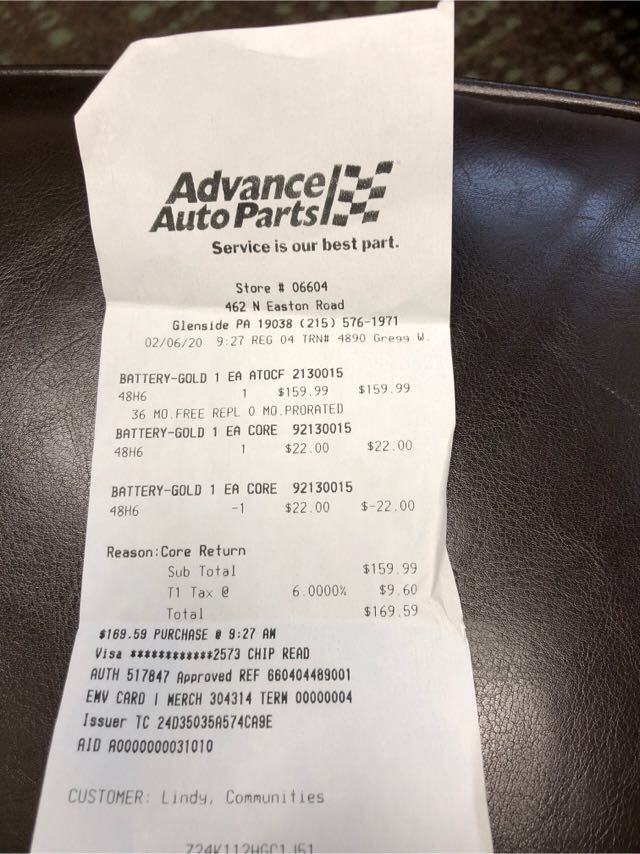 Advance
Auto Parts
Service is our best part.
Store # 06604
462 N Easton Road
Glenside PA 19038 (215) 576-1971
02/06/20 9:27 REG 04 TRN# 4890 Gregg W.
BATTERY-GOLD 1 EA ATOCF 2130015
48H6 1 $159.99 $159.99
36 MO.FREE REPL 0 MO.PRORATED
BATTERY-GOLD 1 EA CORE 92130015
48H6 1 $22.00 $22.00
BATTERY-GOLD 1 EA CORE 92130015
48H6 -1 $22.00 $-22.00
Reason:Core Return
Sub Total $159.99
T1 Tax @ 6.0000% $9.60
Total $169.59
$169.59 PURCHASE @ 9:27 AM
Visa ************2573 CHIP READ
AUTH 517847 Approved REF 660404489001
EMV CARD I MERCH 304314 TERM 00000004
Issuer TC 24D35035A574CA9E
AID A0000000031010
CUSTOMER: Lindy, Communities